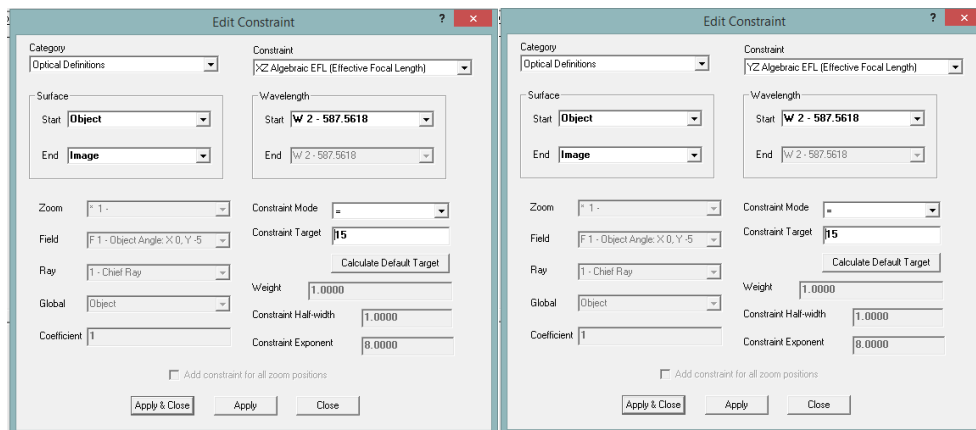 Edit Constraint
?
×
Category
Optical Definitions
Constraint
XZ Algebraic EFL (Effective Focal Length)
Surface
Start Object
End Image
Wavelength
Start W 2 - 587.5618
End W 2 - 587.5618
Zoom * 1 -
Field F 1 - Object Angle: X 0, Y -5
Ray 1 - Chief Ray
Global Object
Coefficient 1
Constraint Mode =
Constraint Target 15
Calculate Default Target
Weight 1.0000
Constraint Half-width 1.0000
Constraint Exponent 8.0000
Add constraint for all zoom positions
Apply & Close
Apply
Close
Edit Constraint
?
×
Category
Optical Definitions
Constraint
YZ Algebraic EFL (Effective Focal Length)
Surface
Start Object
End Image
Wavelength
Start W 2 - 587.5618
End W 2 - 587.5618
Zoom * 1 -
Field F 1 - Object Angle: X 0, Y -5
Ray 1 - Chief Ray
Global Object
Coefficient 1
Constraint Mode =
Constraint Target 15
Calculate Default Target
Weight 1.0000
Constraint Half-width 1.0000
Constraint Exponent 8.0000
Add constraint for all zoom positions
Apply & Close
Apply
Close